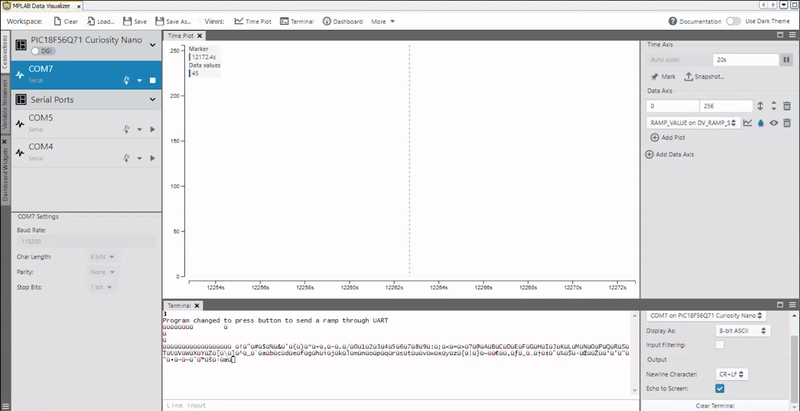 MPLAB Data Visualizer
Workspace: Clear Load... Save Save As... Views: Time Plot Terminal Dashboard More Documentation Use Dark Theme
Connections
Variable Streamers
Dashboard Widgets
PIC18F56Q71 Curiosity Nano
DGI
COM7
Serial
Serial Ports
COM5
Serial
COM4
Serial
COM7 Settings
Baud Rate:
115200
Char Length: 8 bits
Parity: None
Stop Bits: 1 bit
Time Plot
Marker
12172.4s
Data values
45
250
200
150
100
50
0
12254s 12256s 12258s 12260s 12262s 12264s 12266s 12268s 12270s 12272s
Time Axis
Auto scroll 20s
Mark Snapshot...
Data Axis
0 256
RAMP_VALUE on DV_RAMP_S
Add Plot
Add Data Axis
Terminal
3
Program changed to press button to send a ramp through UART
Line input
COM7 on PIC18F56Q71 Curiosity Nano
Display As: 8-bit ASCII
Input Filtering:
Output
Newline Character: CR+LF
Echo to Screen:
Clear Terminal